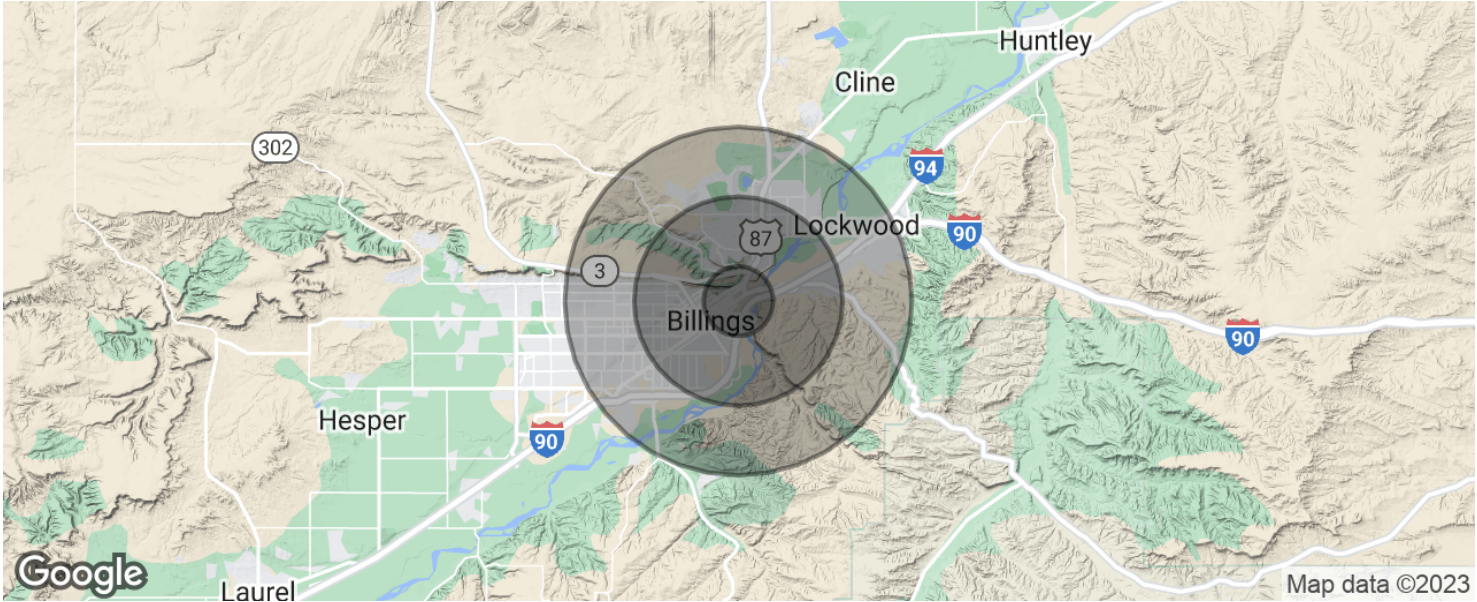 Huntley
Cline
302
94
Lockwood
90
87
3
Billings
90
Hesper
90
Google
Laurel
Map data ©2023